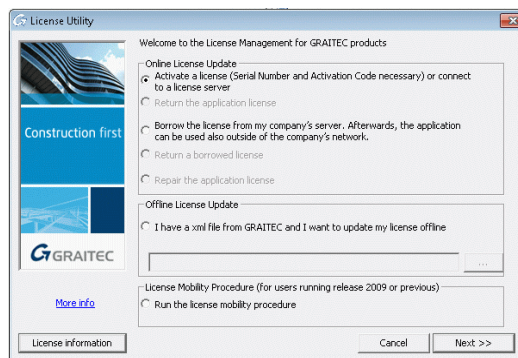 License Utility
Welcome to the License Management for GRAITEC products
Online License Update
Activate a license (Serial Number and Activation Code necessary) or connect
to a license server
Return the application license
Borrow the license from my company's server. Afterwards, the application
can be used also outside of the company's network.
Return a borrowed license
Repair the application license
Construction first
Offline License Update
I have a xml file from GRAITEC and I want to update my license offline
...
GRAITEC
License Mobility Procedure (for users running release 2009 or previous)
Run the license mobility procedure
More info
License information
Cancel
Next >>